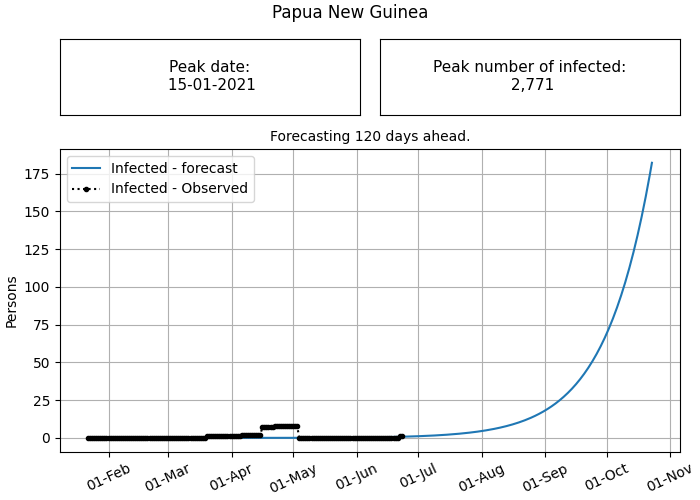 Papua New Guinea
Peak date:
15-01-2021
Peak number of infected:
2,771
Forecasting 120 days ahead.
Infected - forecast
Infected - Observed
175
150
125
100
75
50
25
0
Persons
01-Feb
01-Mar
01-Apr
01-May
01-Jun
01-Jul
01-Aug
01-Sep
01-Oct
01-Nov